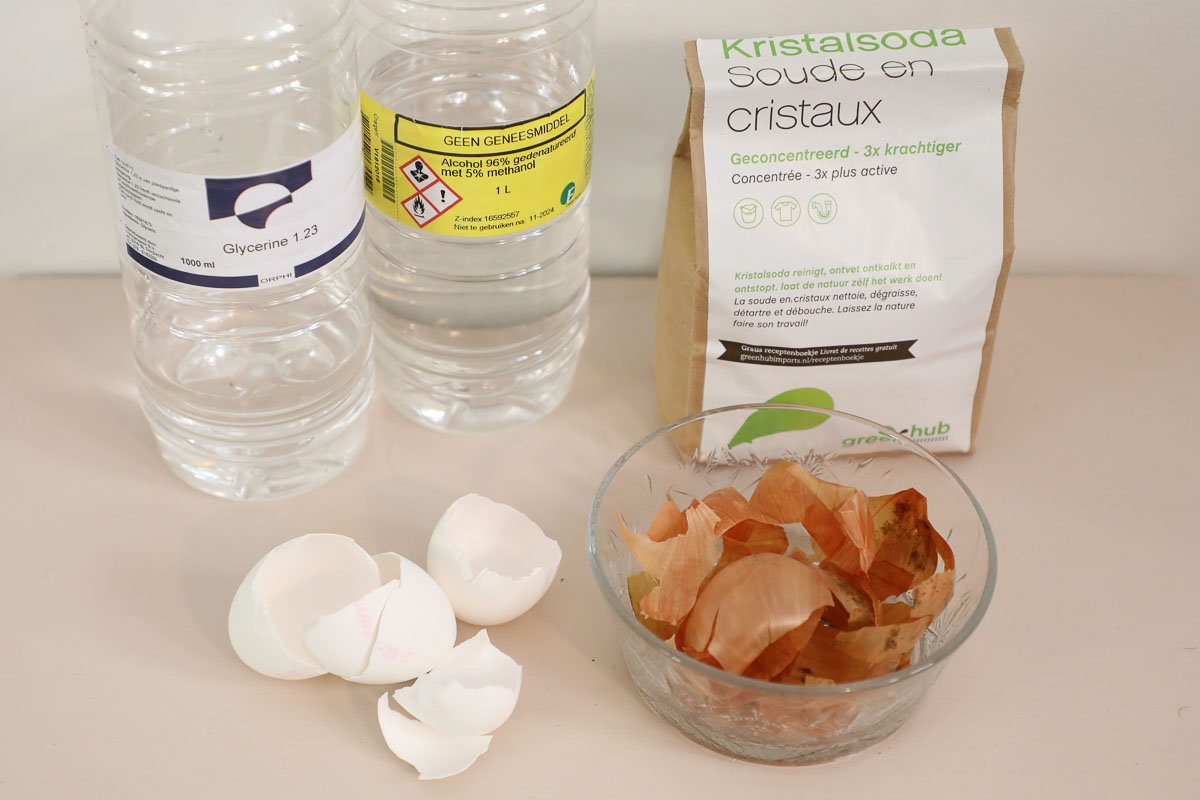 Glycerine 1.23
1000 ml
ORPHI
GEEN GENEESMIDDEL
Alcohol 96% gedenatureerd
met 5% methanol
1 L
Z-index 16592557
Niet te gebruiken na: 11-2024
Kristalsoda
Soude en
cristaux
Geconcentreerd - 3x krachtiger
Concentrée - 3x plus active
Kristalsoda reinigt, ontvet ontkalkt en
ontstopt. laat de natuur zélf het werk doen!
La soude en cristaux nettoie, dégraisse,
détartre et débouche. Laissez la nature
faire son travail!
Gratis receptenboekje Livret de recettes gratuit
greenhubimports.nl/receptenboekje
greenhub